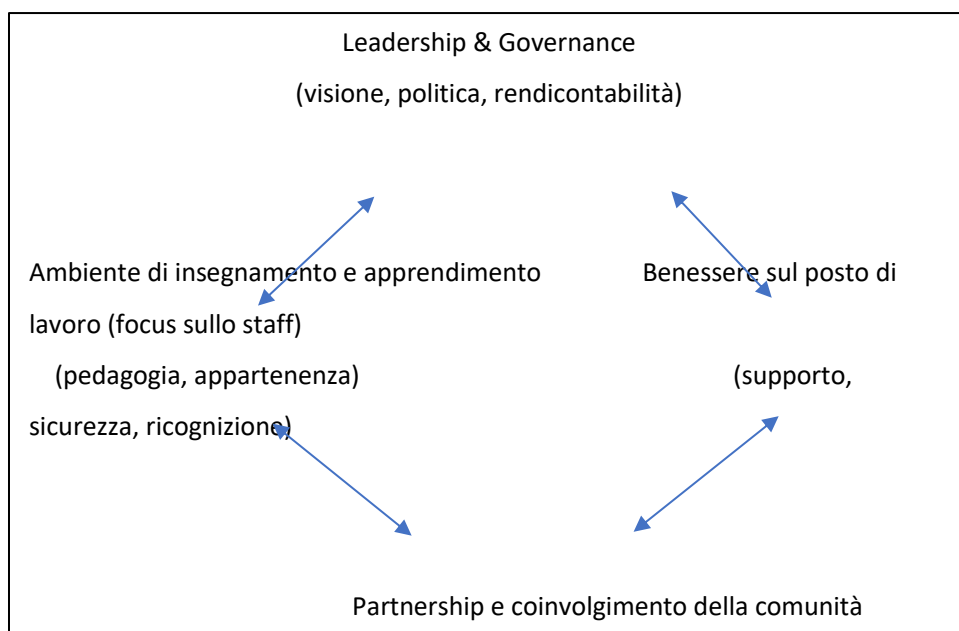 Leadership & Governance
(visione, politica, rendicontabilità)
Ambiente di insegnamento e apprendimento Benessere sul posto di
lavoro (focus sullo staff)
(pedagogia, appartenenza) (supporto,
sicurezza, ricognizione)
Partnership e coinvolgimento della comunità